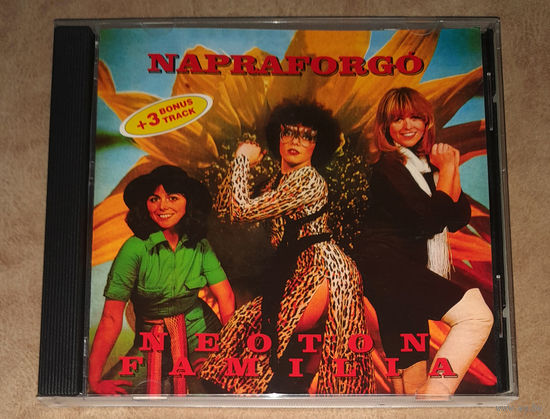 NAPRAFORGÓ
+3 BONUS
TRACK
NEOTON
FAMILIA